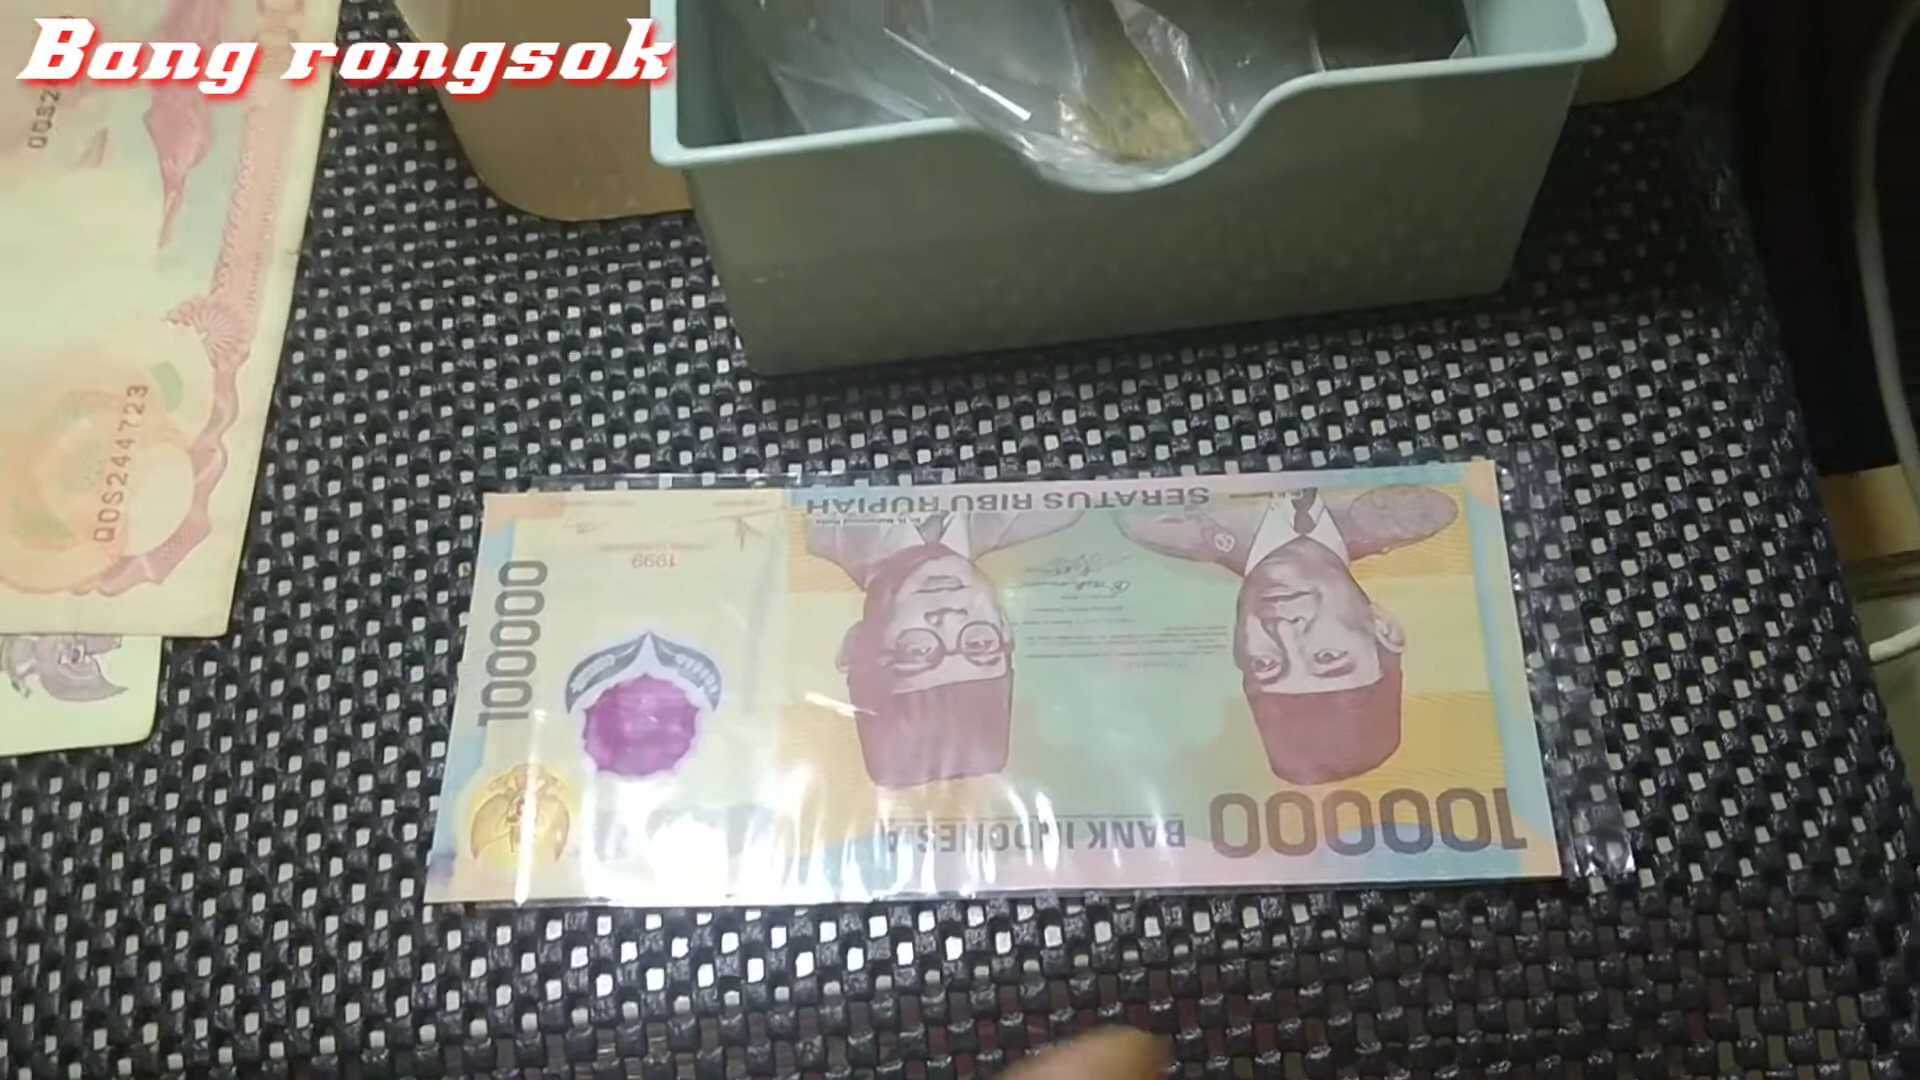 Bang rongsok
QDS2
QDS244723
100000
1999
SERATUS RIBU RUPIAH
BANK INDONESIA
100000